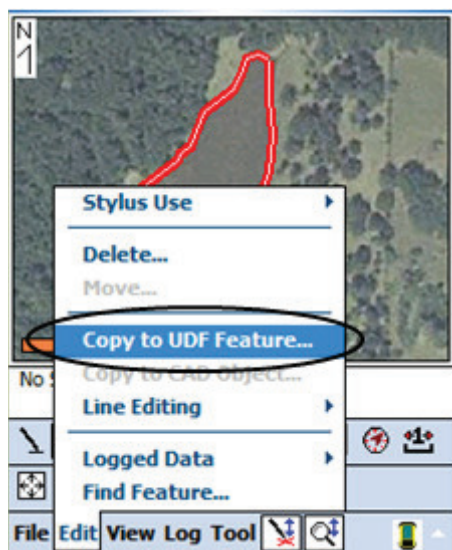 N
Stylus Use
Delete...
Move...
Copy to UDF Feature...
No
Copy to CAD Object...
Line Editing
1
Logged Data
Find Feature...
File Edit View Log Tool